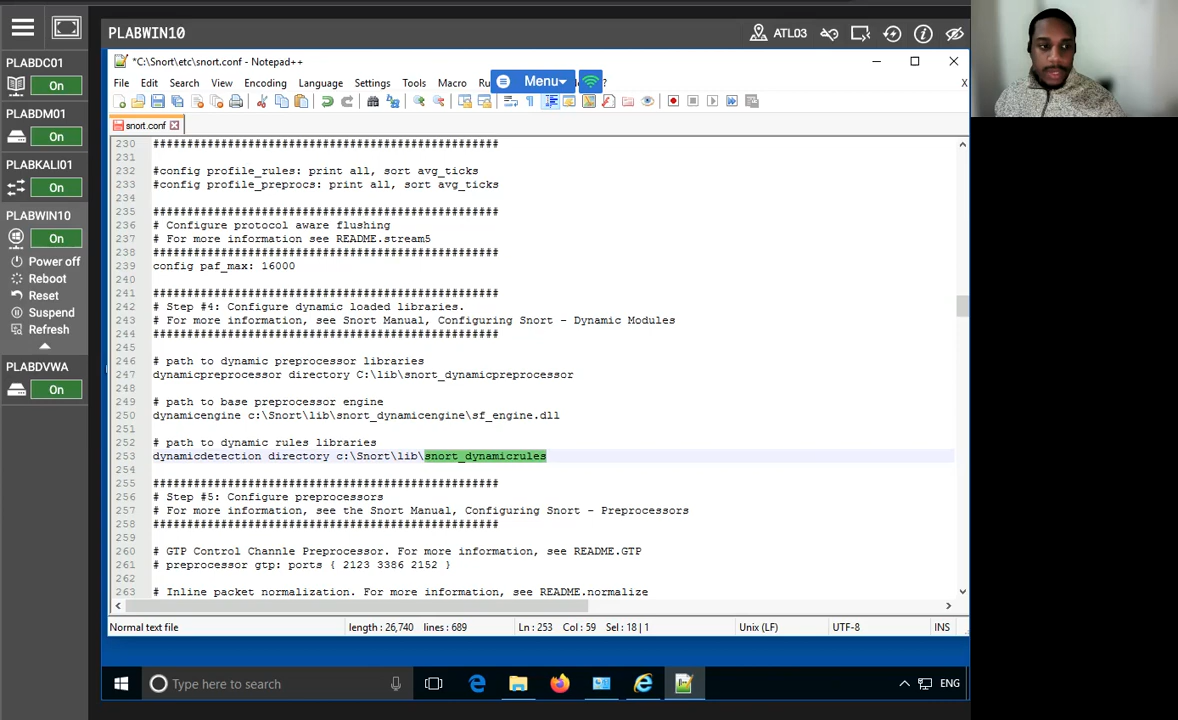 PLABWIN10
ATL03
PLABDC01
On
PLABDM01
On
PLABKALI01
On
PLABWIN10
On
Power off
Reboot
Reset
Suspend
Refresh
PLABDVWA
On
*C:\Snort\etc\snort.conf - Notepad++
File Edit Search View Encoding Language Settings Tools Macro Ru ?
Menu
snort.conf
230 ###################################################
231
232 #config profile_rules: print all, sort avg_ticks
233 #config profile_preprocs: print all, sort avg_ticks
234
235 ###################################################
236 # Configure protocol aware flushing
237 # For more information see README.stream5
238 ###################################################
239 config paf_max: 16000
240
241 ###################################################
242 # Step #4: Configure dynamic loaded libraries.
243 # For more information, see Snort Manual, Configuring Snort - Dynamic Modules
244 ###################################################
245
246 # path to dynamic preprocessor libraries
247 dynamicpreprocessor directory C:\lib\snort_dynamicpreprocessor
248
249 # path to base preprocessor engine
250 dynamicengine c:\Snort\lib\snort_dynamicengine\sf_engine.dll
251
252 # path to dynamic rules libraries
253 dynamicdetection directory c:\Snort\lib\snort_dynamicrules
254
255 ###################################################
256 # Step #5: Configure preprocessors
257 # For more information, see the Snort Manual, Configuring Snort - Preprocessors
258 ###################################################
259
260 # GTP Control Channle Preprocessor. For more information, see README.GTP
261 # preprocessor gtp: ports { 2123 3386 2152 }
262
263 # Inline packet normalization. For more information, see README.normalize
Normal text file length : 26,740 lines : 689 Ln : 253 Col : 59 Sel : 18 | 1 Unix (LF) UTF-8 INS
Type here to search
ENG